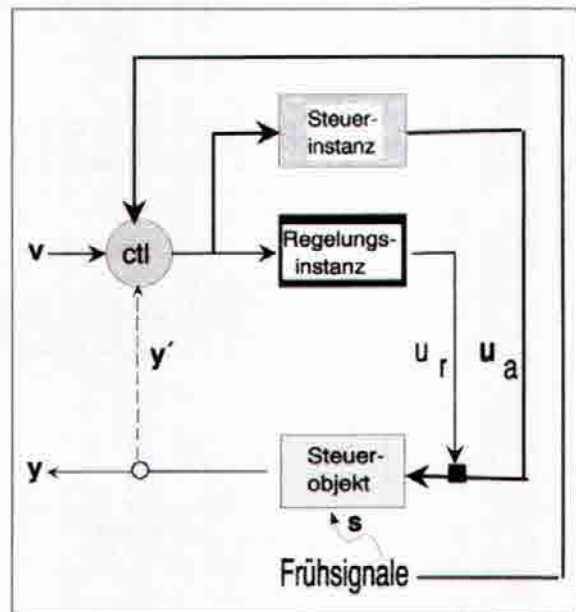 Steuer-
instanz
v
ctl
Regelungs-
instanz
y´
u r
u a
y
Steuer-
objekt
s
Frühsignale